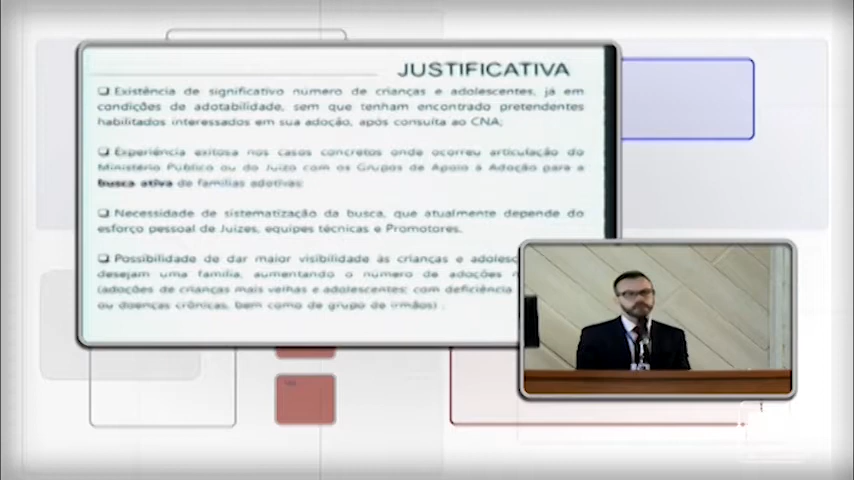 JUSTIFICATIVA
❑ Existência de significativo número de crianças e adolescentes, já em
condições de adotabilidade, sem que tenham encontrado pretendentes
habilitados interessados em sua adoção, após consulta ao CNA;
❑ Experiência exitosa nos casos concretos onde ocorreu articulação do
Ministério Público ou do Juízo com os Grupos de Apoio à Adoção para a
busca ativa de famílias adotivas;
❑ Necessidade de sistematização da busca, que atualmente depende do
esforço pessoal de Juízes, equipes técnicas e Promotores.
❑ Possibilidade de dar maior visibilidade às crianças e adolesc
desejam uma família, aumentando o número de adoções n
(adoções de crianças mais velhas e adolescentes; com deficiência
ou doenças crônicas, bem como de grupo de irmãos) .